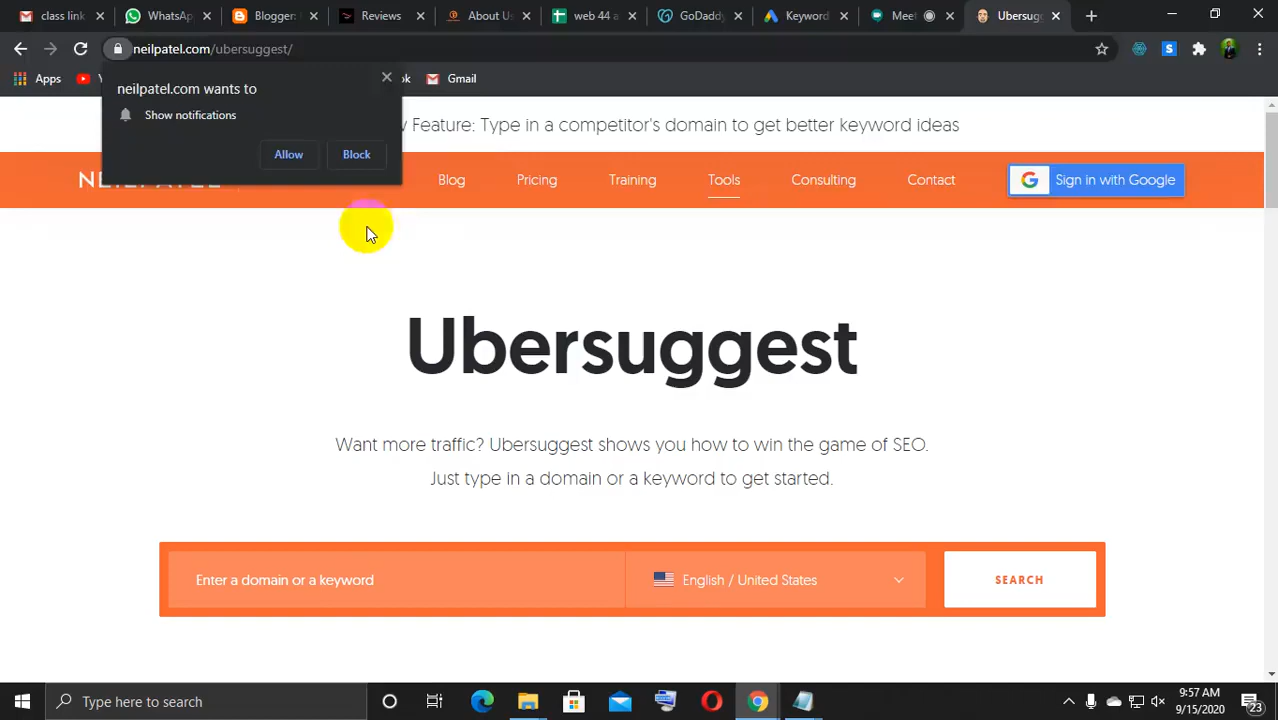 class link
WhatsApp
Blogger:
Reviews
About Us
web 44 a
GoDaddy
Keyword
Meet
Ubersug
neilpatel.com/ubersuggest/
Apps
Gmail
neilpatel.com wants to
Show notifications
Allow
Block
Feature: Type in a competitor's domain to get better keyword ideas
Blog
Pricing
Training
Tools
Consulting
Contact
Sign in with Google
Ubersuggest
Want more traffic? Ubersuggest shows you how to win the game of SEO.
Just type in a domain or a keyword to get started.
Enter a domain or a keyword
English / United States
SEARCH
Type here to search
9:57 AM
9/15/2020
23